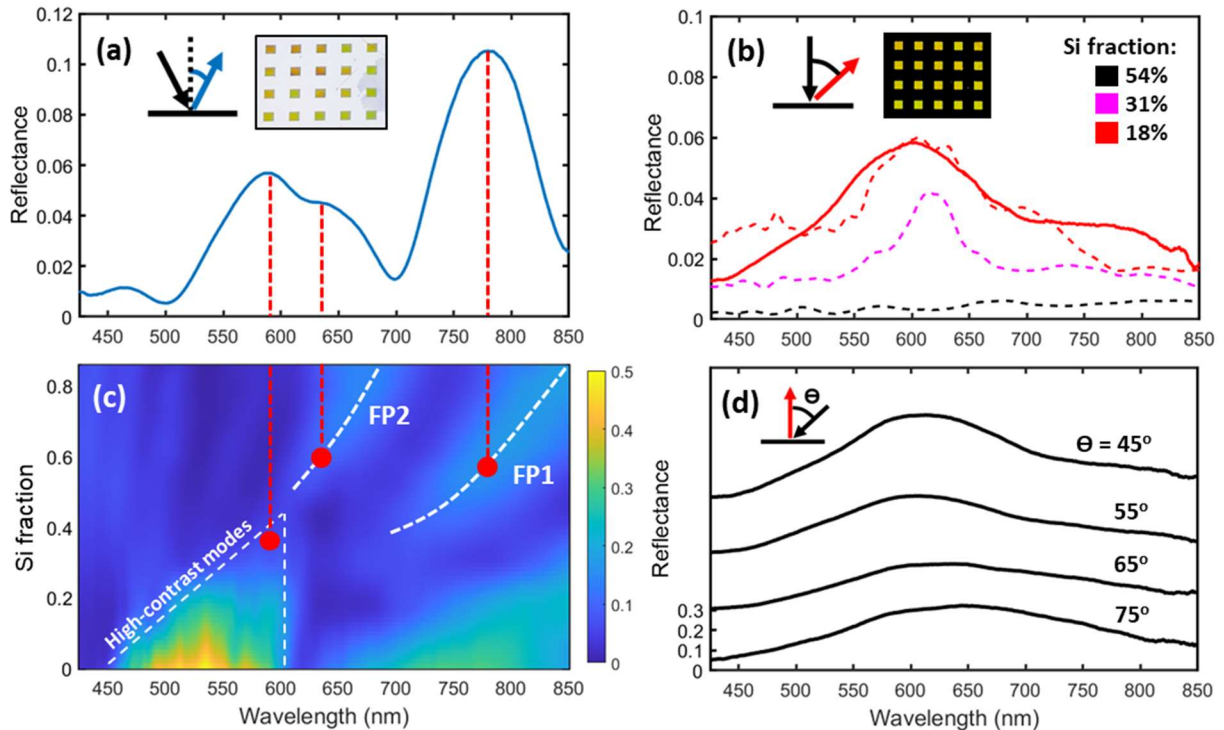 (a)
Reflectance
0.12
0.1
0.08
0.06
0.04
0.02
0
450 500 550 600 650 700 750 800 850
(b)
Si fraction:
54%
31%
18%
Reflectance
0.1
0.08
0.06
0.04
0.02
0
450 500 550 600 650 700 750 800 850
(c)
FP2
FP1
High-contrast modes
Si fraction
0.8
0.6
0.4
0.2
0
0.5
0.4
0.3
0.2
0.1
0
450 500 550 600 650 700 750 800 850
Wavelength (nm)
(d)
ϴ
ϴ = 45°
55°
65°
75°
Reflectance
0.3
0.2
0.1
0
450 500 550 600 650 700 750 800 850
Wavelength (nm)